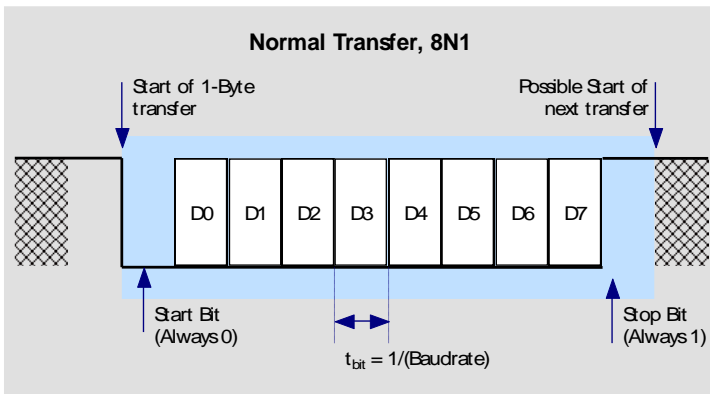 Normal Transfer, 8N1
Start of 1-Byte
transfer
Possible Start of
next transfer
D0 D1 D2 D3 D4 D5 D6 D7
Start Bit
(Always 0)
Stop Bit
(Always 1)
tbit = 1/(Baudrate)